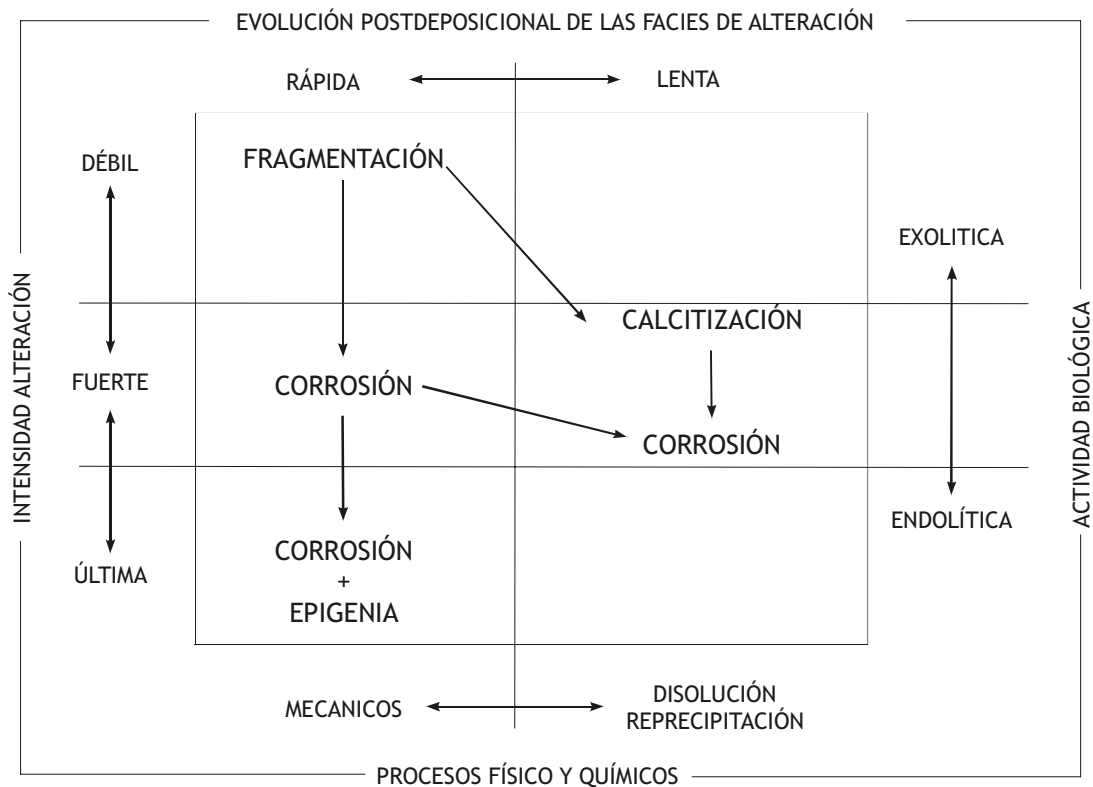 EVOLUCIÓN POSTDEPOSICIONAL DE LAS FACIES DE ALTERACIÓN
RÁPIDA
LENTA
DÉBIL
FRAGMENTACIÓN
EXOLITICA
INTENSIDAD ALTERACIÓN
CALCITIZACIÓN
ACTIVIDAD BIOLÓGICA
FUERTE
CORROSIÓN
CORROSIÓN
ENDOLÍTICA
CORROSIÓN
+
EPIGENIA
ÚLTIMA
MECANICOS
DISOLUCIÓN
REPRECIPITACIÓN
PROCESOS FÍSICO Y QUÍMICOS